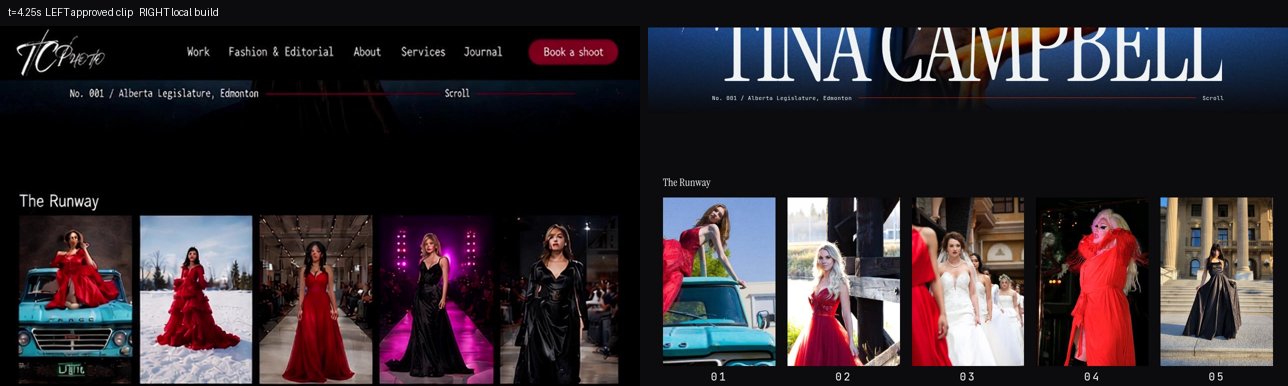 t=4.25s LEFT approved clip RIGHT local build
TCPhoto
Work Fashion & Editorial About Services Journal Book a shoot
No. 001 / Alberta Legislature, Edmonton Scroll
The Runway
FARGO
TINA CAMPBELL
No. 001 / Alberta Legislature, Edmonton Scroll
The Runway
01 02 03 04 05